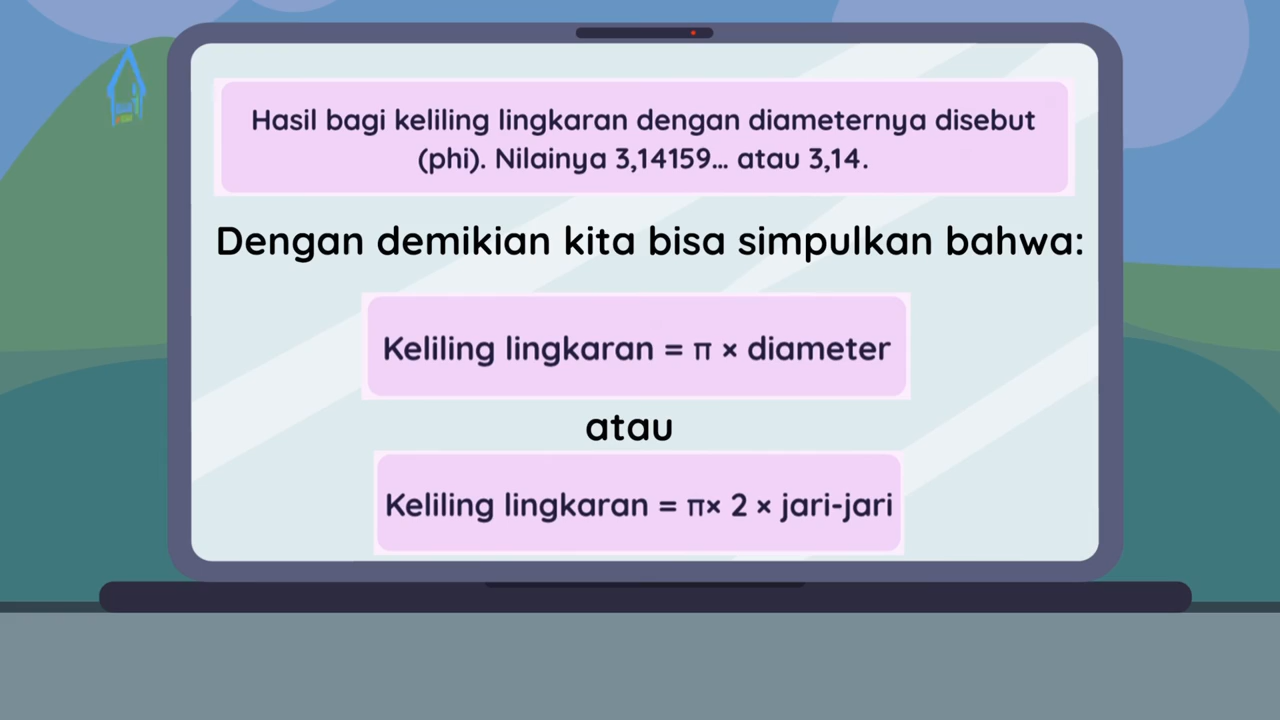 Hasil bagi keliling lingkaran dengan diameternya disebut
(phi). Nilainya 3,14159... atau 3,14.
Dengan demikian kita bisa simpulkan bahwa:
Keliling lingkaran = π × diameter
atau
Keliling lingkaran = π× 2 × jari-jari